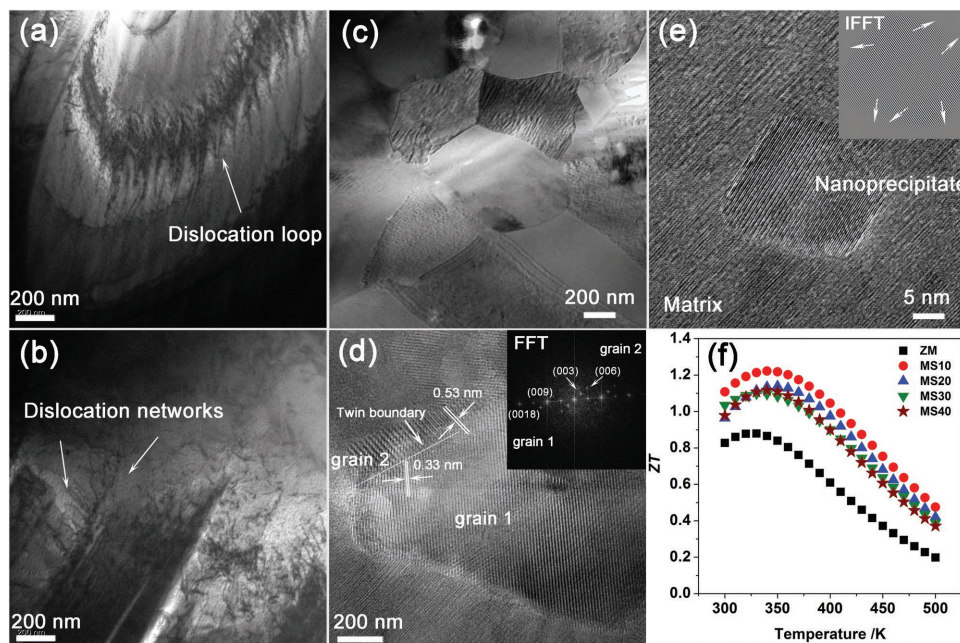 (a)
Dislocation loop
200 nm
200 nm
(b)
Dislocation networks
200 nm
(c)
200 nm
(d)
FFT
grain 2
(003)
(006)
(009)
(0018)
grain 1
0.53 nm
Twin boundary
grain 2
0.33 nm
grain 1
200 nm
(e)
IFFT
Nanoprecipitate
Matrix
5 nm
(f)
ZM
MS10
MS20
MS30
MS40
ZT
1.4
1.2
1.0
0.8
0.6
0.4
0.2
0.0
300 350 400 450 500
Temperature /K